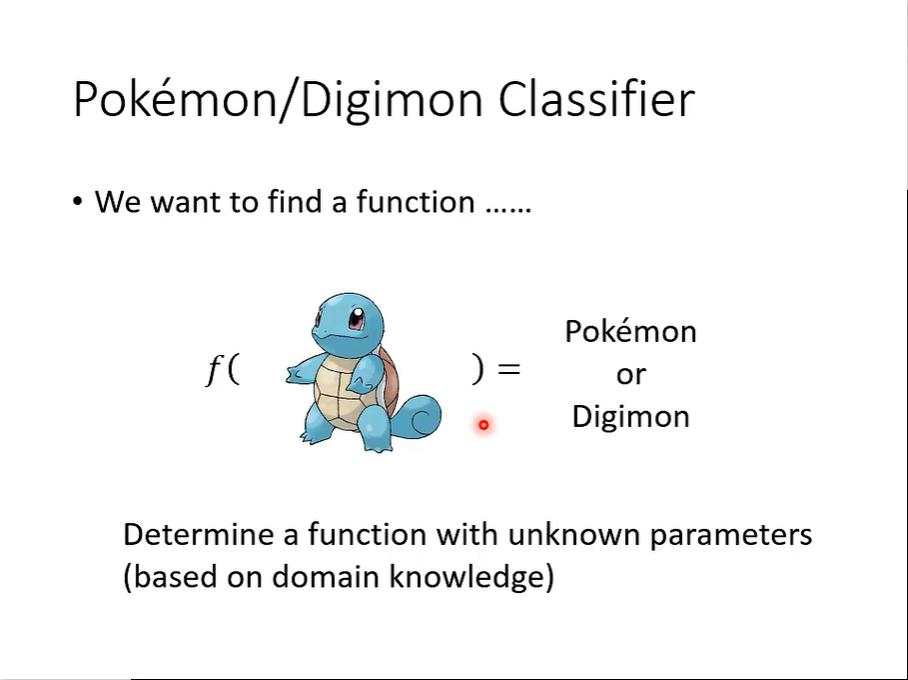 Pokémon/Digimon Classifier
• We want to find a function ……
f( ) = Pokémon
or
Digimon
Determine a function with unknown parameters
(based on domain knowledge)